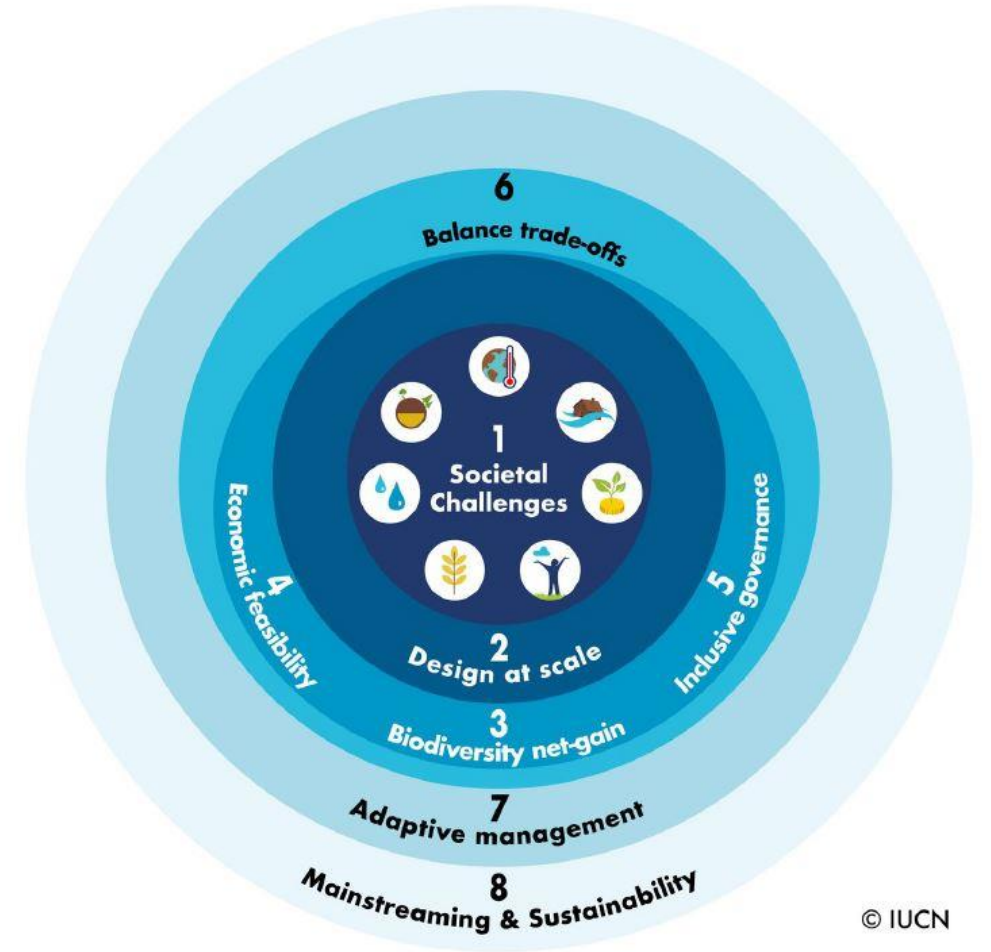 6
Balance trade-offs
1
Societal
Challenges
4
Economic feasibility
5
Inclusive governance
2
Design at scale
3
Biodiversity net-gain
7
Adaptive management
8
Mainstreaming & Sustainability
© IUCN